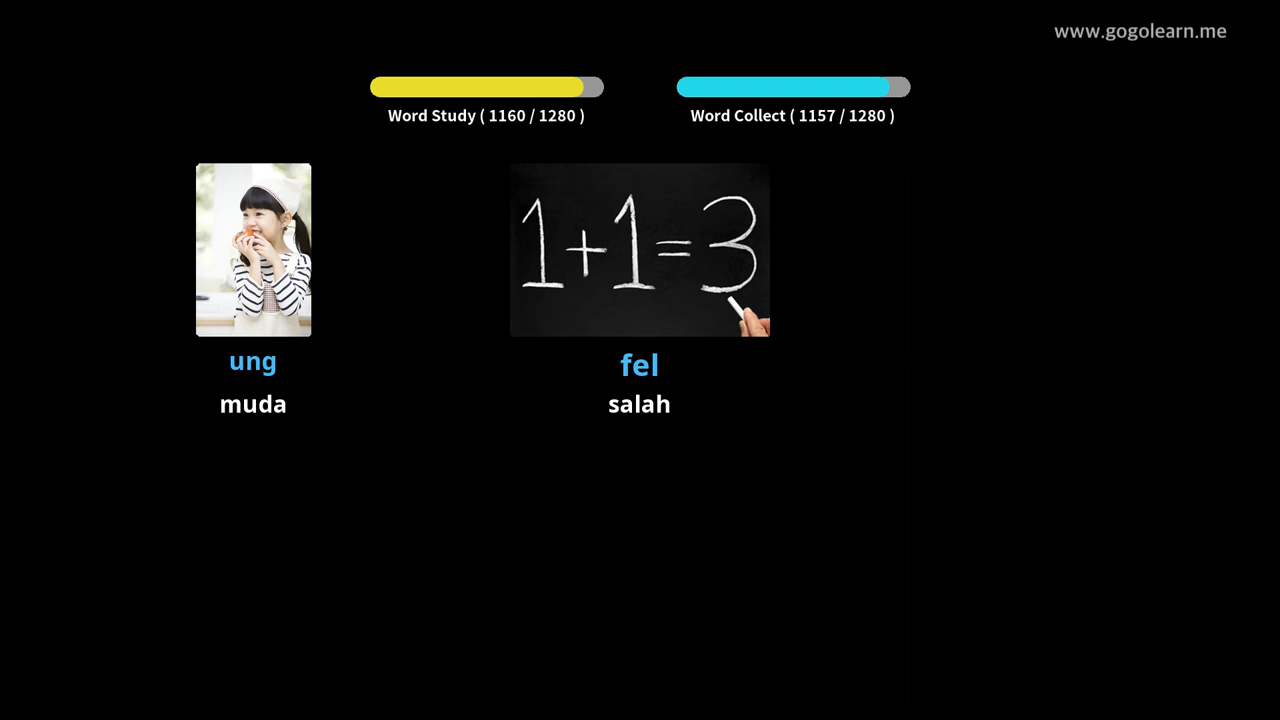 www.gogolearn.me
Word Study ( 1160 / 1280 )
Word Collect ( 1157 / 1280 )
1+1=3
ung
fel
muda
salah